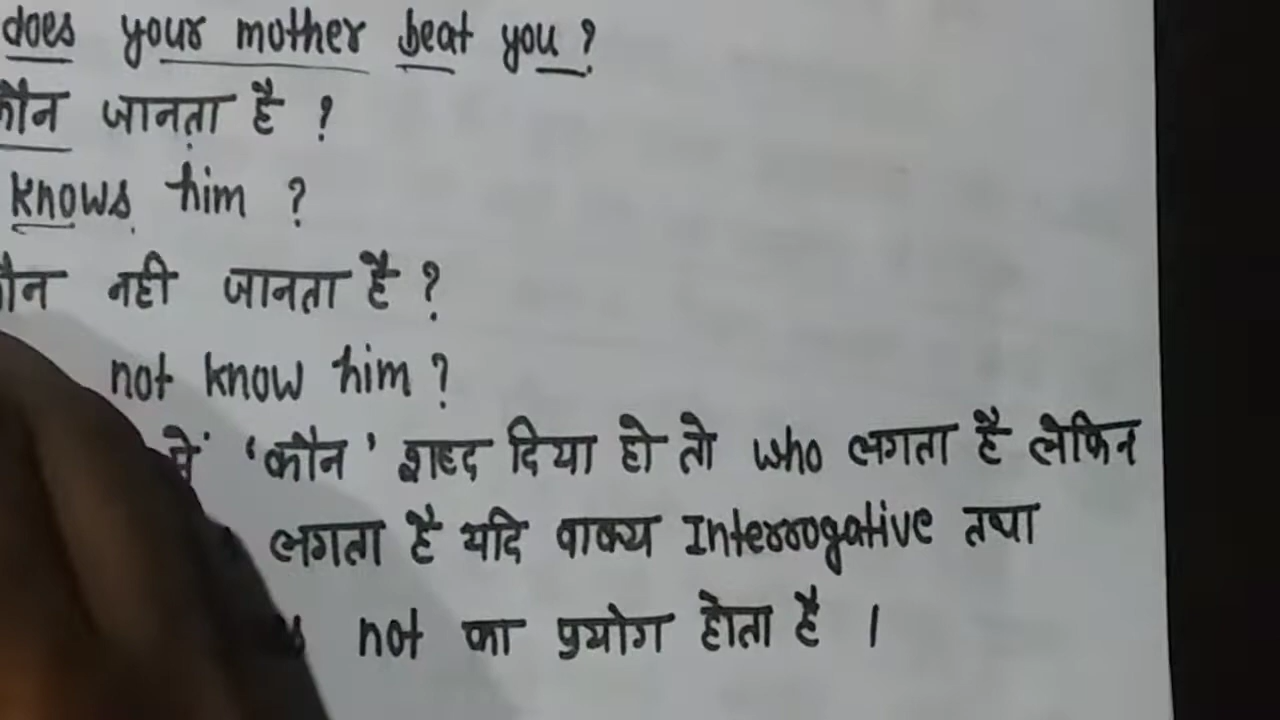 does your mother beat you ?
कौन जानता है ?
knows him ?
कौन नही जानता है ?
not know him ?
में 'कौन' शब्द दिया हो तो who लगता है लेकिन
लगता है यदि वाक्य Interrogative तथा
not का प्रयोग होता है ।